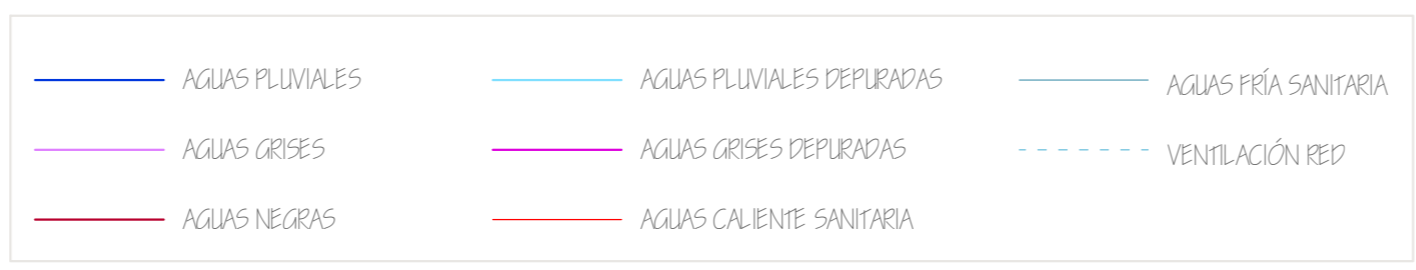 AGUAS PLUVIALES
AGUAS GRISES
AGUAS NEGRAS
AGUAS PLUVIALES DEPURADAS
AGUAS GRISES DEPURADAS
AGUAS CALIENTE SANITARIA
AGUAS FRÍA SANITARIA
VENTILACIÓN RED